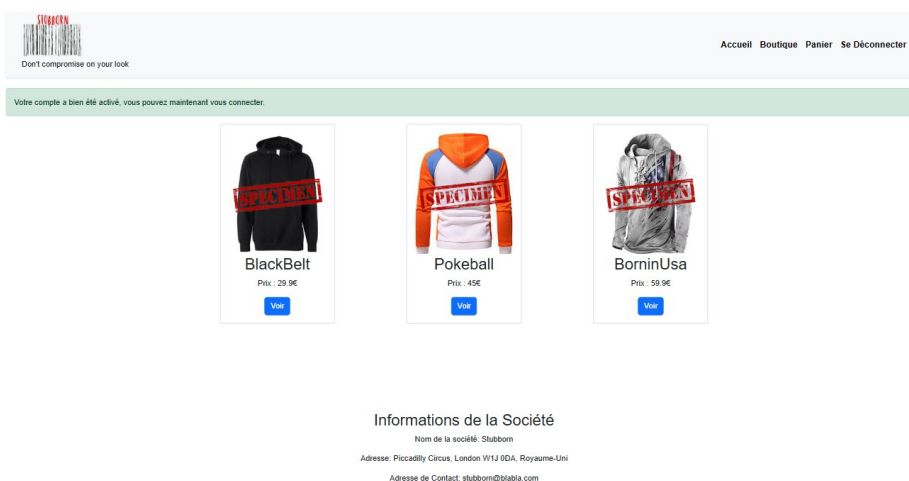 STUBBORN
Don't compromise on your look
Accueil Boutique Panier Se Déconnecter
Votre compte a bien été activé, vous pouvez maintenant vous connecter.
SPECIMEN
SPECIMEN
SPECIMEN
BlackBelt
Pokeball
BorninUsa
Prix : 29.9€
Prix : 45€
Prix : 59.9€
Voir
Voir
Voir
Informations de la Société
Nom de la société: Stubborn
Adresse: Piccadilly Circus, London W1J 0DA, Royaume-Uni
Adresse de Contact: stubborn@blabla.com